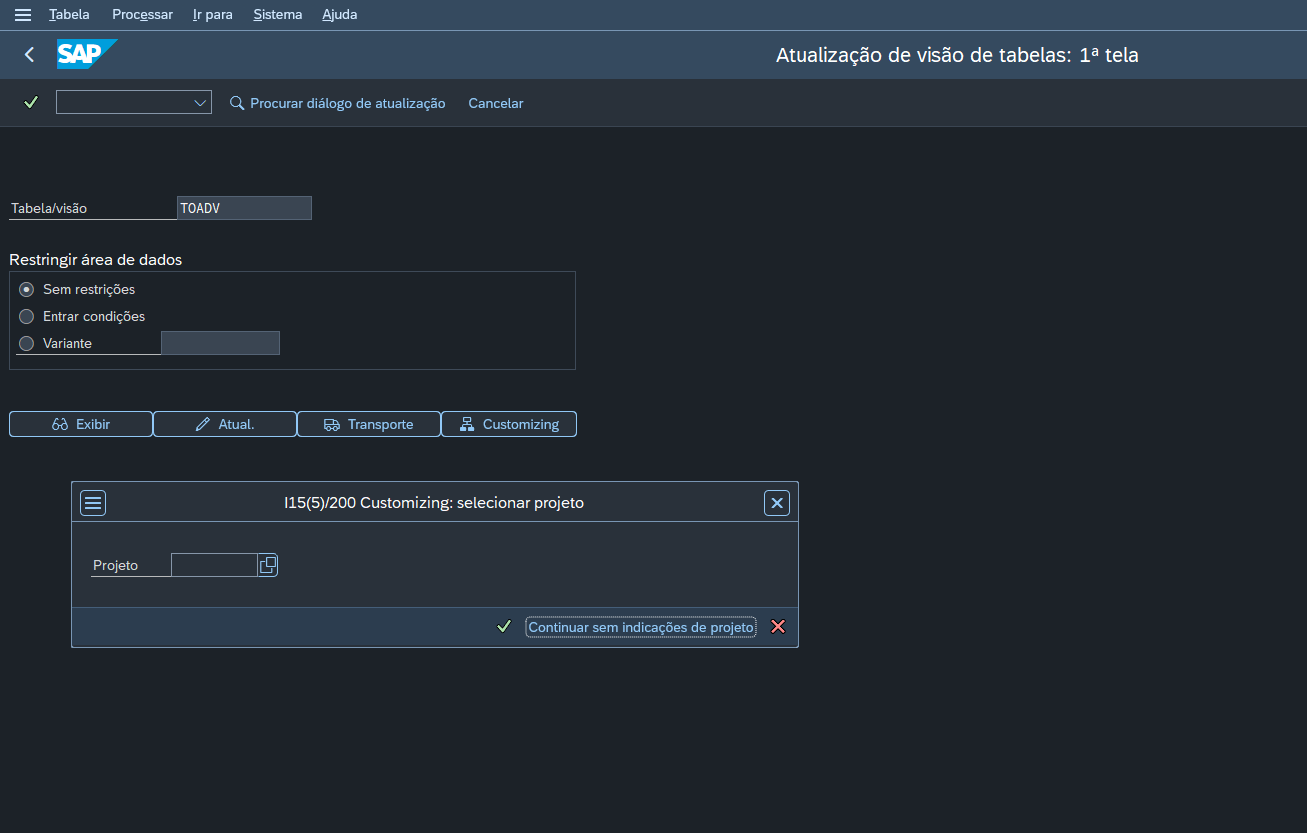 Tabela Processar Ir para Sistema Ajuda
SAP Atualização de visão de tabelas: 1ª tela
Procurar diálogo de atualização Cancelar
Tabela/visão TOADV
Restringir área de dados
Sem restrições
Entrar condições
Variante
Exibir Atual. Transporte Customizing
I15(5)/200 Customizing: selecionar projeto
Projeto
Continuar sem indicações de projeto